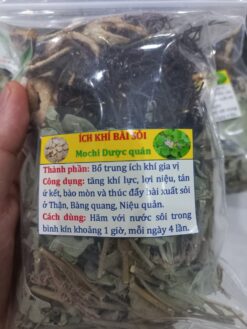 ÍCH KHÍ BÀI SỎI
Mochi Dược quán
Thành phần: Bổ trung ích khí gia vị
Công dụng: tăng khí lực, lợi niệu, tán
ứ kết, bào mòn và thúc đẩy bài xuất sỏi
ở Thận, Bàng quang, Niệu quản.
Cách dùng: Hãm với nước sôi trong
bình kín khoảng 1 giờ, mỗi ngày 4 lần.